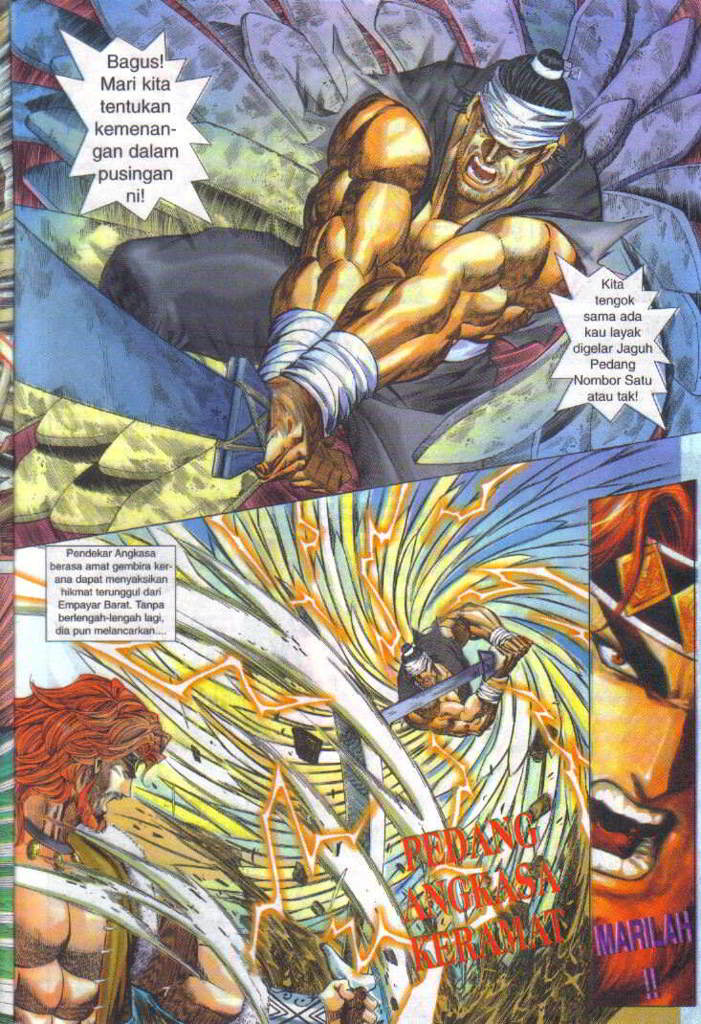 Bagus!
Mari kita
tentukan
kemenan-
gan dalam
pusingan
ni!
Kita
tengok
sama ada
kau layak
digelar Jaguh
Pedang
Nombor Satu
atau tak!
Pendekar Angkasa
berasa amat gembira ker-
ana dapat menyaksikan
hikmat terunggul dari
Empayar Barat. Tanpa
berlengah-lengah lagi,
dia pun melancarkan....
PEDANG
ANGKASA
KERAMAT
MARILAH
!!